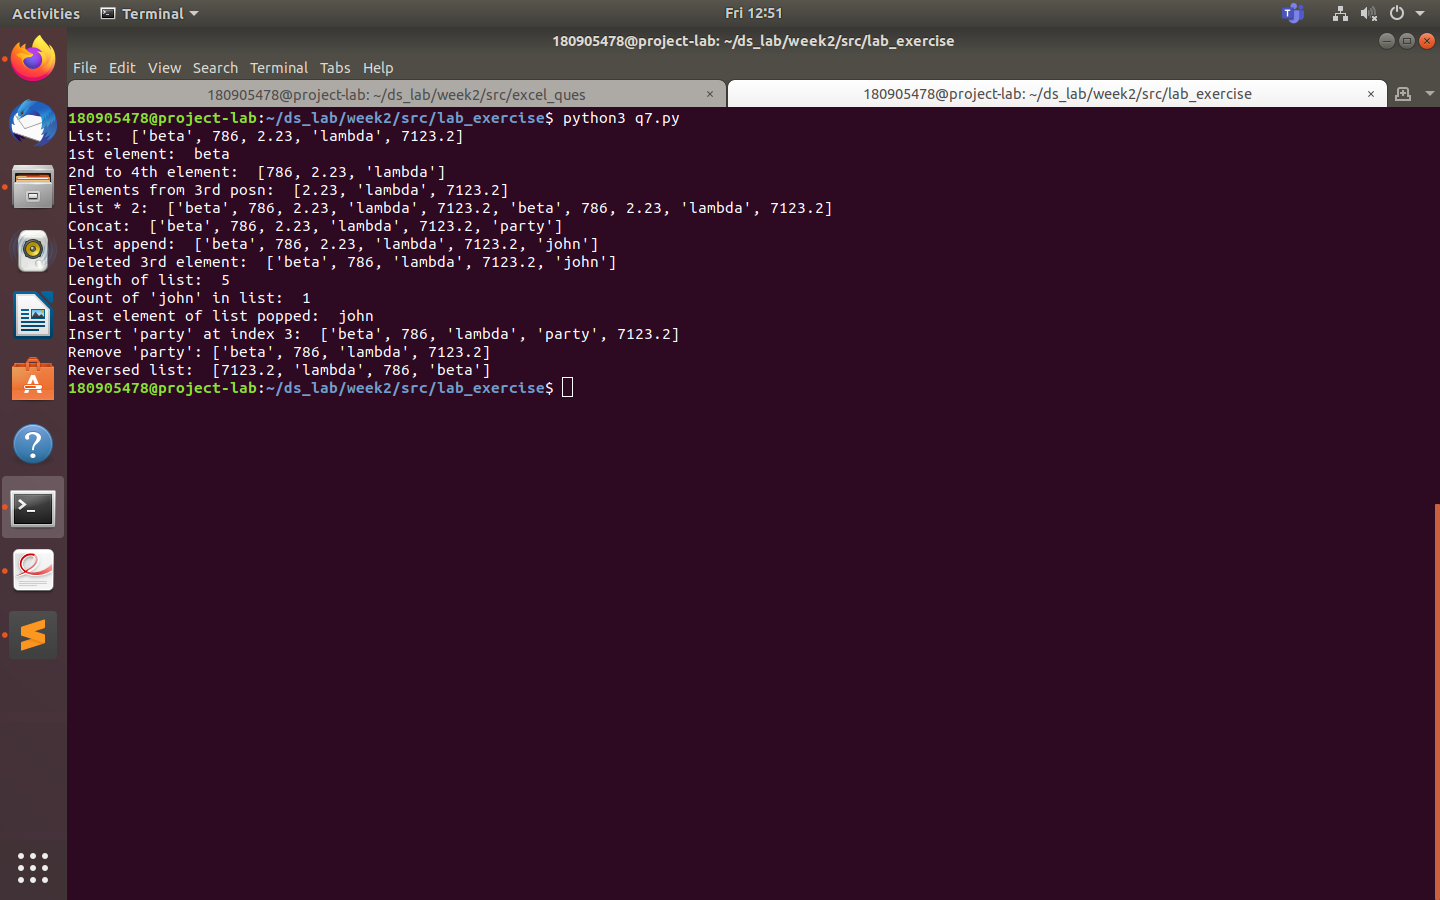 Activities Terminal Fri 12:51
180905478@project-lab: ~/ds_lab/week2/src/lab_exercise
File Edit View Search Terminal Tabs Help
180905478@project-lab: ~/ds_lab/week2/src/excel_ques × 180905478@project-lab: ~/ds_lab/week2/src/lab_exercise ×
180905478@project-lab:~/ds_lab/week2/src/lab_exercise$ python3 q7.py
List:  ['beta', 786, 2.23, 'lambda', 7123.2]
1st element:  beta
2nd to 4th element:  [786, 2.23, 'lambda']
Elements from 3rd posn:  [2.23, 'lambda', 7123.2]
List * 2:  ['beta', 786, 2.23, 'lambda', 7123.2, 'beta', 786, 2.23, 'lambda', 7123.2]
Concat:  ['beta', 786, 2.23, 'lambda', 7123.2, 'party']
List append:  ['beta', 786, 2.23, 'lambda', 7123.2, 'john']
Deleted 3rd element:  ['beta', 786, 'lambda', 7123.2, 'john']
Length of list:  5
Count of 'john' in list:  1
Last element of list popped:  john
Insert 'party' at index 3:  ['beta', 786, 'lambda', 'party', 7123.2]
Remove 'party': ['beta', 786, 'lambda', 7123.2]
Reversed list:  [7123.2, 'lambda', 786, 'beta']
180905478@project-lab:~/ds_lab/week2/src/lab_exercise$